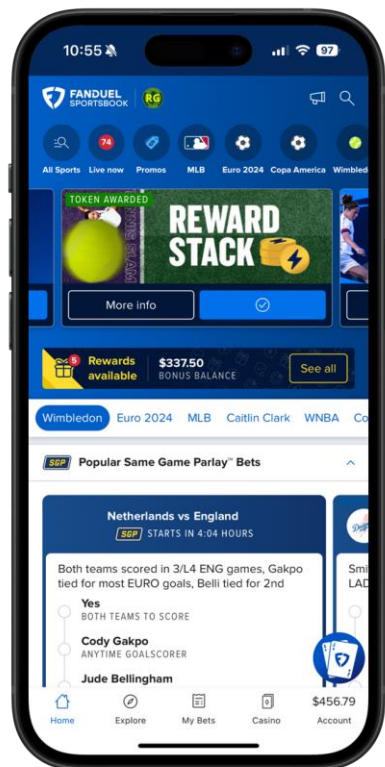 10:55
97
FANDUEL
SPORTSBOOK
RG
74
All Sports Live now Promos MLB Euro 2024 Copa America Wimbled
TOKEN AWARDED
REWARD
STACK
More info
5
Rewards
available
$337.50
BONUS BALANCE
See all
Wimbledon Euro 2024 MLB Caitlin Clark WNBA Co
SGP Popular Same Game Parlay™ Bets
Netherlands vs England
SGP STARTS IN 4:04 HOURS
Both teams scored in 3/L4 ENG games, Gakpo
tied for most EURO goals, Belli tied for 2nd
Yes
BOTH TEAMS TO SCORE
Cody Gakpo
ANYTIME GOALSCORER
Jude Bellingham
Smi
LAD
Home Explore My Bets Casino $456.79 Account